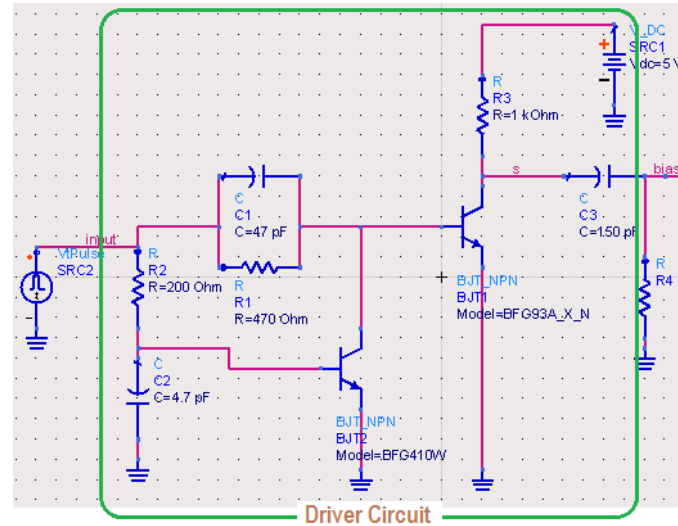 V_DC
SRC1
Vdc=5 V
R
R3
R=1 kOhm
s
bias
C
C1
C=47 pF
C
C3
C=1.50 pF
input
VtPulse
SRC2
R
R2
R=200 Ohm
R
R1
R=470 Ohm
R
R4
BJT_NPN
BJT1
Model=BFG93A_X_N
C
C2
C=4.7 pF
BJT_NPN
BJT2
Model=BFG410W
Driver Circuit